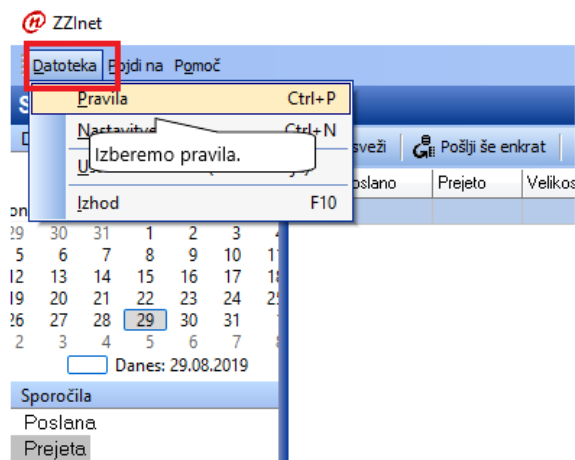 ZZInet
Datoteka Pojdi na Pomoč
Pravila Ctrl+P
Nastavitve Ctrl+N
Izberemo pravila.
Izhod F10
Pošlji še enkrat
Prejeto
29 30 31 1 2 3
5 6 7 8 9 10
12 13 14 15 16 17
19 20 21 22 23 24
26 27 28 29 30 31
2 3 4 5 6 7
Danes: 29.08.2019
Sporočila
Poslana
Prejeta